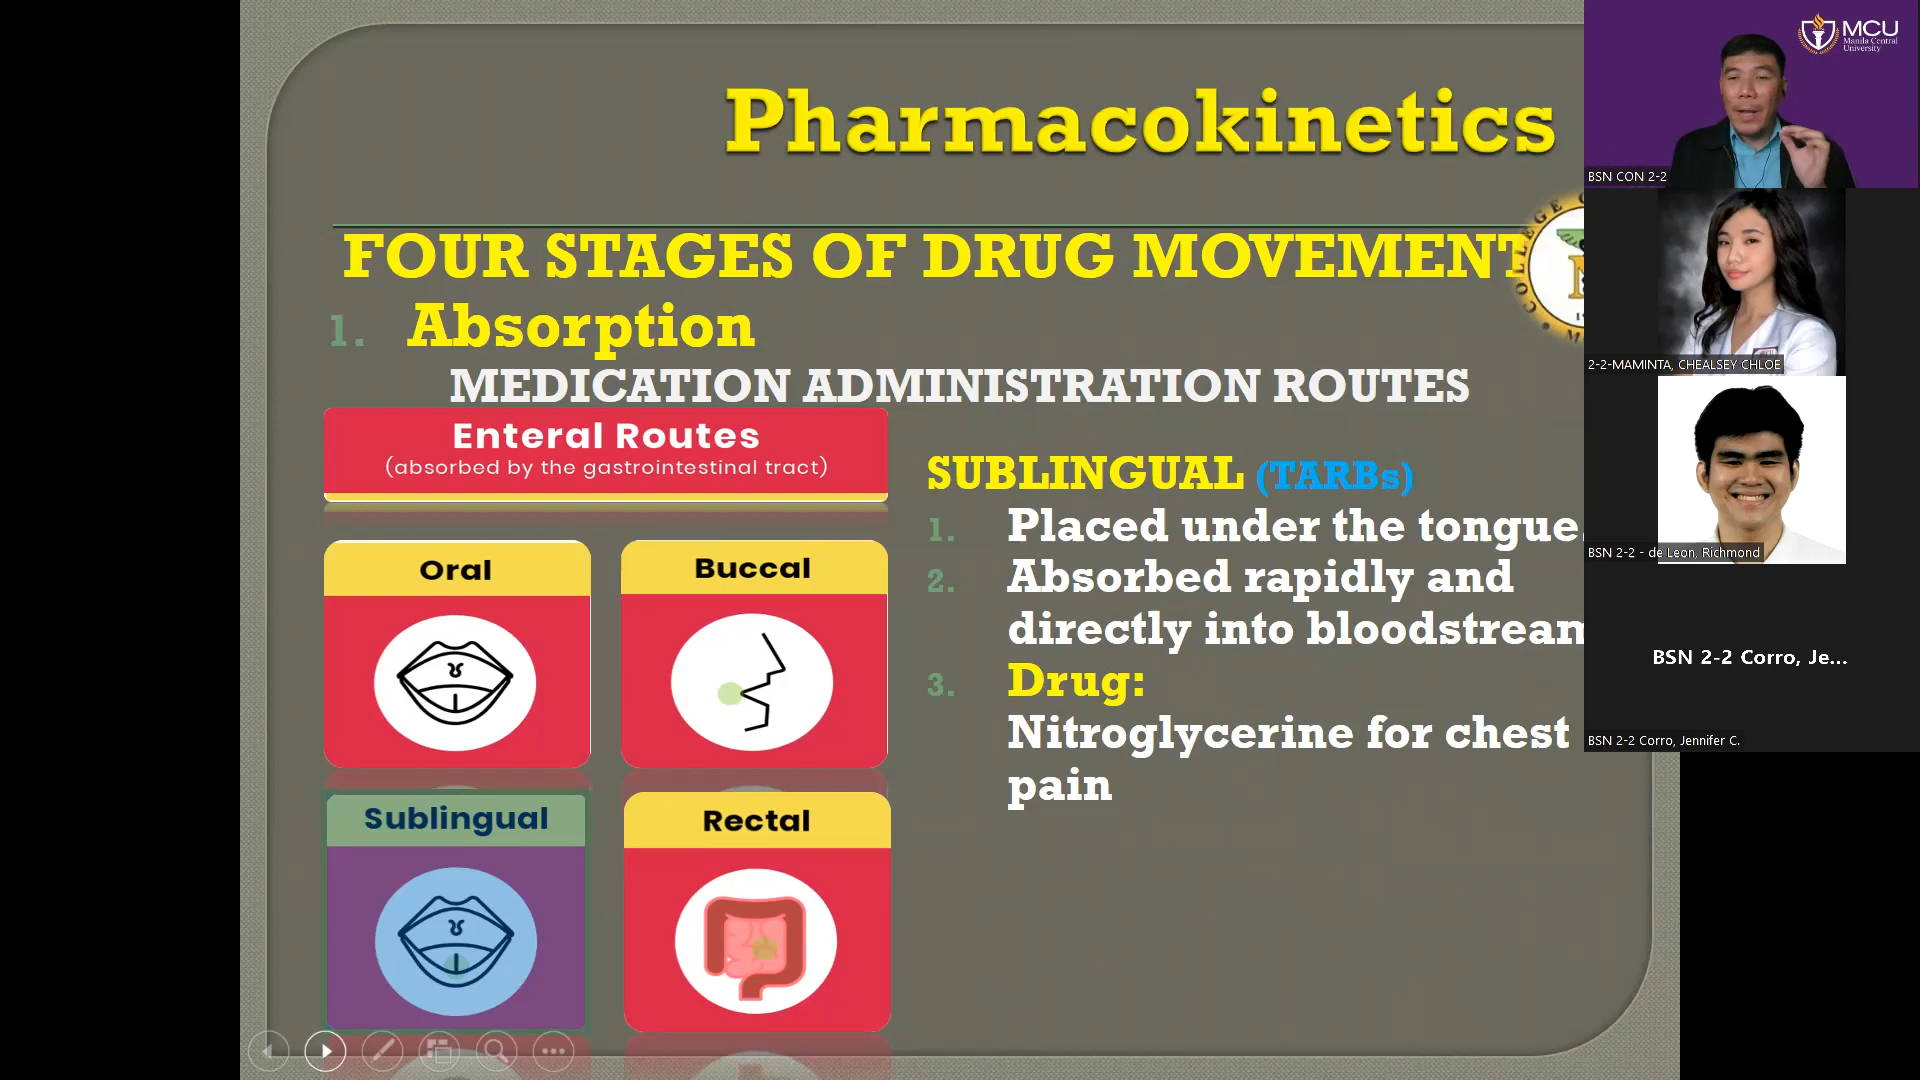 Pharmacokinetics
FOUR STAGES OF DRUG MOVEMENT
1. Absorption
MEDICATION ADMINISTRATION ROUTES
Enteral Routes
(absorbed by the gastrointestinal tract)
Oral
Buccal
Sublingual
Rectal
SUBLINGUAL (TARBs)
1. Placed under the tongue.
2. Absorbed rapidly and
directly into bloodstream
3. Drug:
Nitroglycerine for chest
pain
MCU
Manila Central
University
BSN CON 2-2
2-2-MAMINTA, CHEALSEY CHLOE
BSN 2-2 - de Leon, Richmond
BSN 2-2 Corro, Je...
BSN 2-2 Corro, Jennifer C.